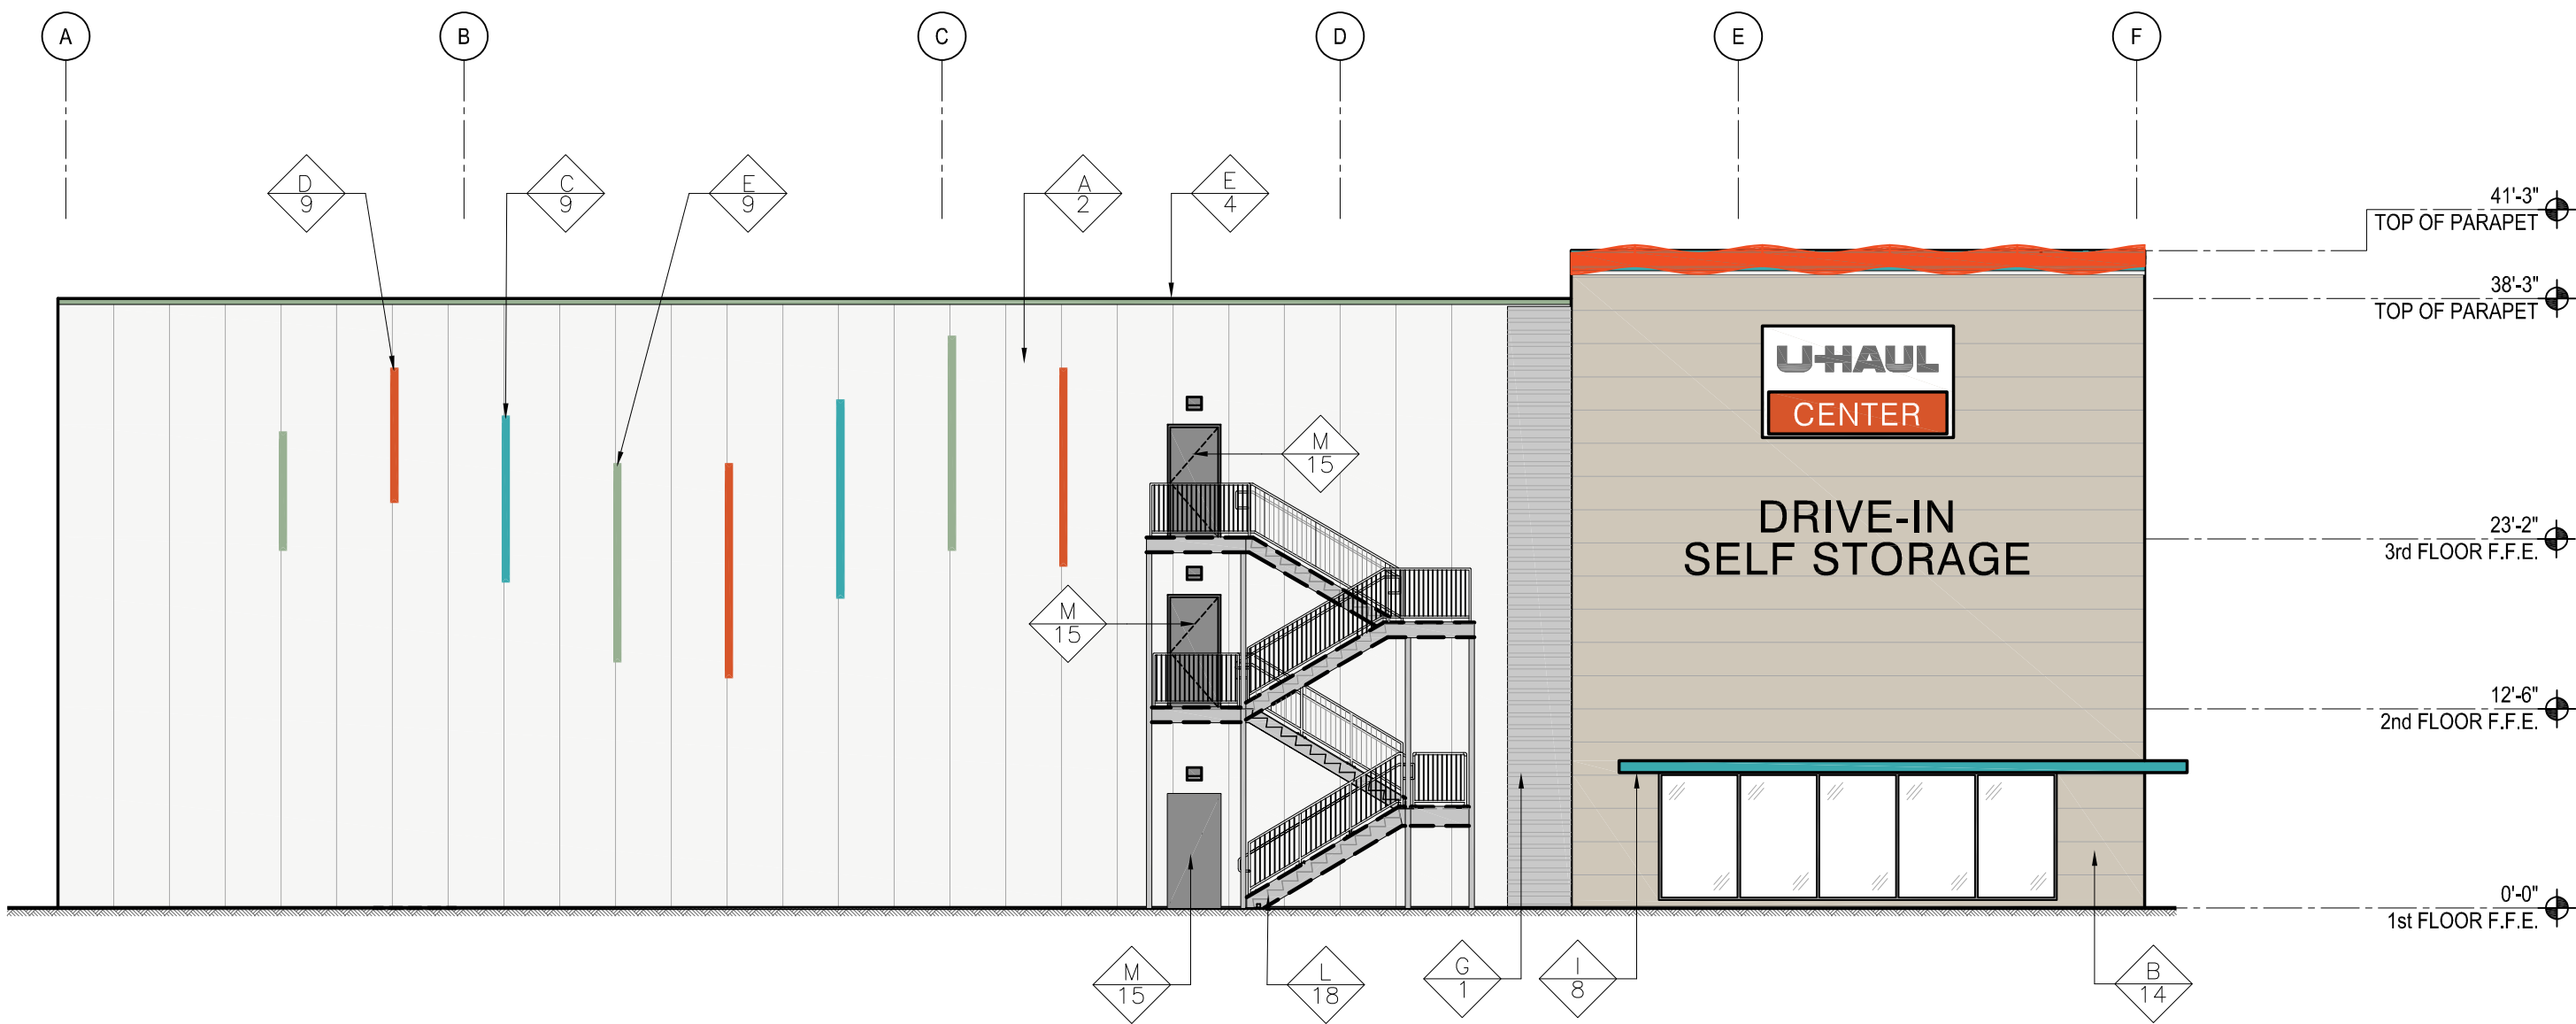 A B C D E F
D
9
C
9
E
9
A
2
E
4
41'-3"
TOP OF PARAPET
38'-3"
TOP OF PARAPET
U-HAUL
CENTER
M
15
DRIVE-IN
SELF STORAGE
23'-2"
3rd FLOOR F.F.E.
M
15
12'-6"
2nd FLOOR F.F.E.
0'-0"
1st FLOOR F.F.E.
M
15
L
18
G
1
I
8
B
14